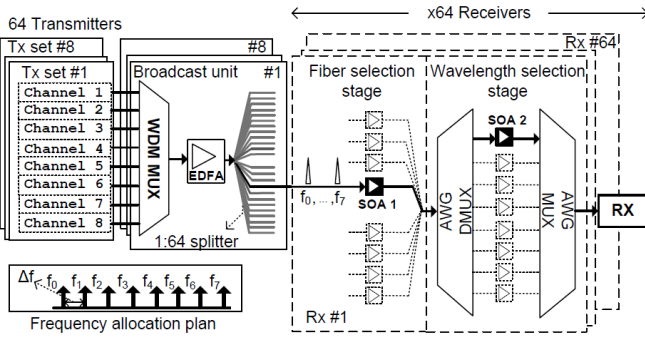 64 Transmitters
x64 Receivers
Tx set #8
#8
Rx #64
Tx set #1
Broadcast unit
#1
Fiber selection
stage
Wavelength selection
stage
Channel 1
Channel 2
Channel 3
Channel 4
Channel 5
Channel 6
Channel 7
Channel 8
WDM MUX
EDFA
1:64 splitter
f0,...,f7
SOA 1
SOA 2
AWG
DMUX
AWG
MUX
RX
Rx #1
Δf
f0 f1 f2 f3 f4 f5 f6 f7
Frequency allocation plan